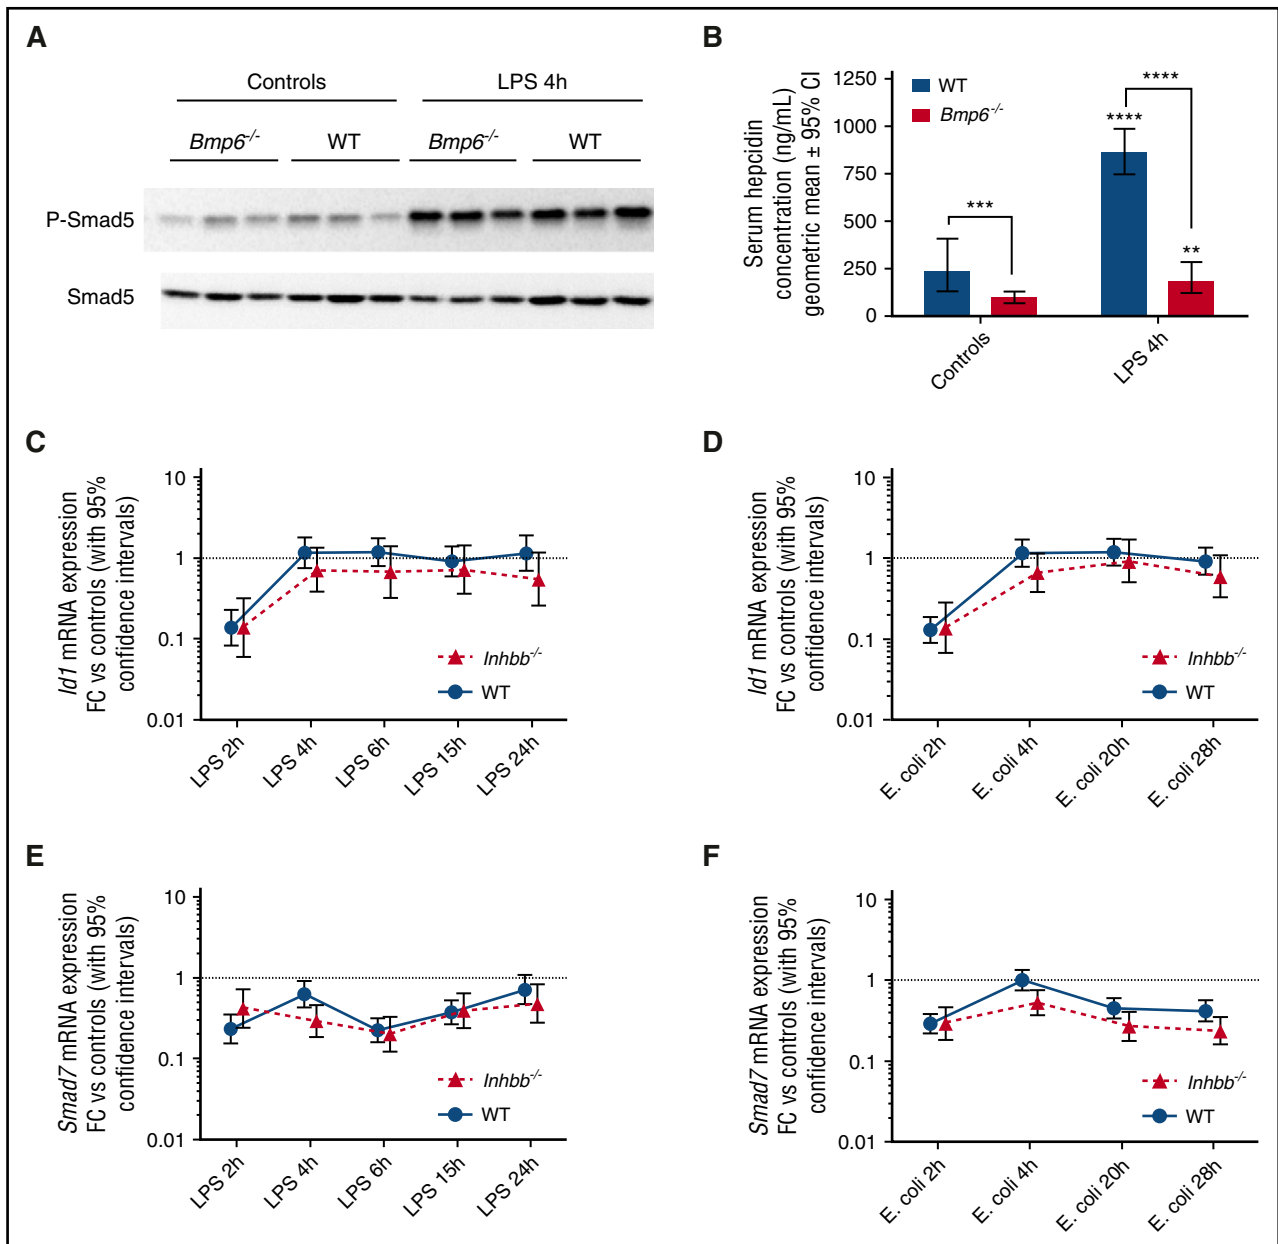 A
Controls
LPS 4h
Bmp6-/-
WT
Bmp6-/-
WT
P-Smad5
Smad5
B
Serum hepcidin
concentration (ng/mL)
geometric mean ± 95% CI
1250
1000
750
500
250
0
WT
Bmp6-/-
***
****
****
**
Controls
LPS 4h
C
Id1 mRNA expression
FC vs controls (with 95%
confidence intervals)
10
1
0.1
0.01
Inhbb-/-
WT
LPS 2h
LPS 4h
LPS 6h
LPS 15h
LPS 24h
D
Id1 mRNA expression
FC vs controls (with 95%
confidence intervals)
10
1
0.1
0.01
Inhbb-/-
WT
E. coli 2h
E. coli 4h
E. coli 20h
E. coli 28h
E
Smad7 mRNA expression
FC vs controls (with 95%
confidence intervals)
10
1
0.1
0.01
Inhbb-/-
WT
LPS 2h
LPS 4h
LPS 6h
LPS 15h
LPS 24h
F
Smad7 mRNA expression
FC vs controls (with 95%
confidence intervals)
10
1
0.1
0.01
Inhbb-/-
WT
E. coli 2h
E. coli 4h
E. coli 20h
E. coli 28h